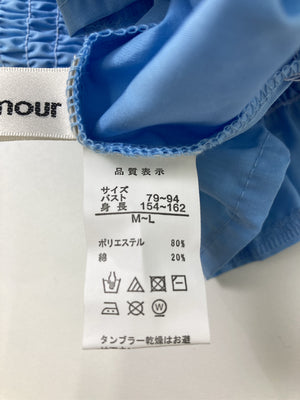 mour
品質表示
サイズ
バスト 79~94
身長 154~162
M~L
ポリエステル 80%
綿 20%
タンブラー乾燥はお避